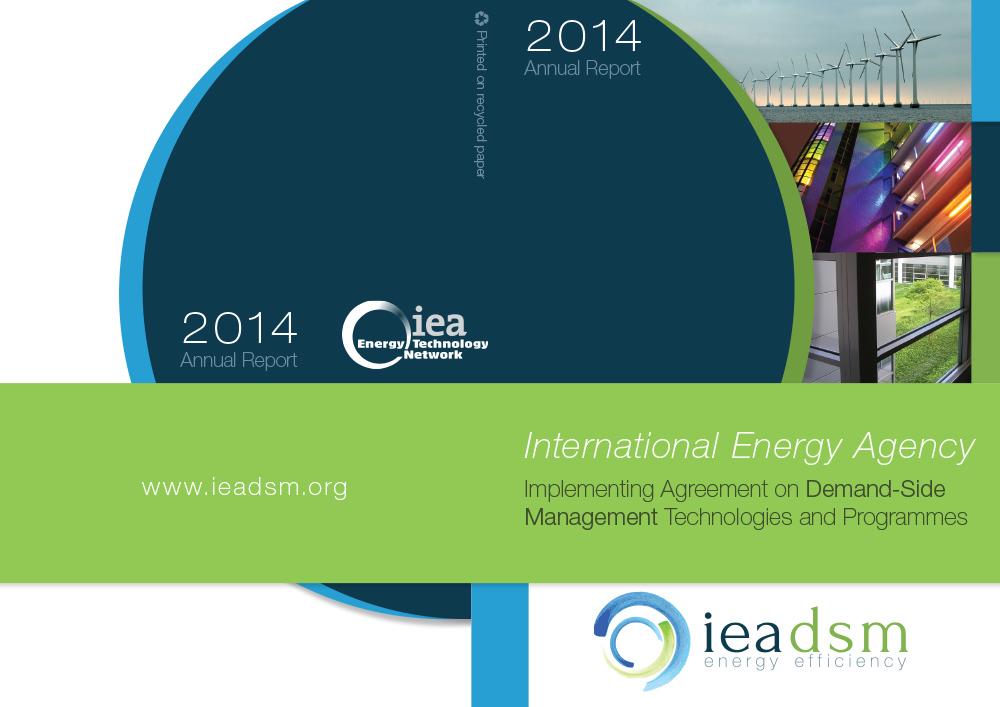 2014
Annual Report
iea
Energy Technology
Network
www.ieadsm.org
Printed on recycled paper
2014
Annual Report
International Energy Agency
Implementing Agreement on Demand-Side
Management Technologies and Programmes
ieadsm
energy efficiency